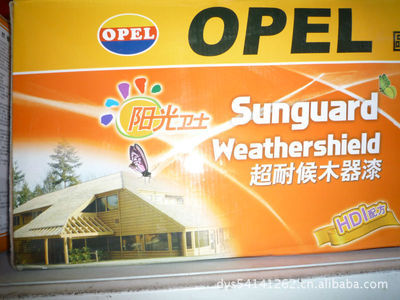 OPEL
OPEL
阳光卫士
Sunguard
Weathershield
超耐候木器漆
HDI配方
dys54141262.cn.alibaba.com